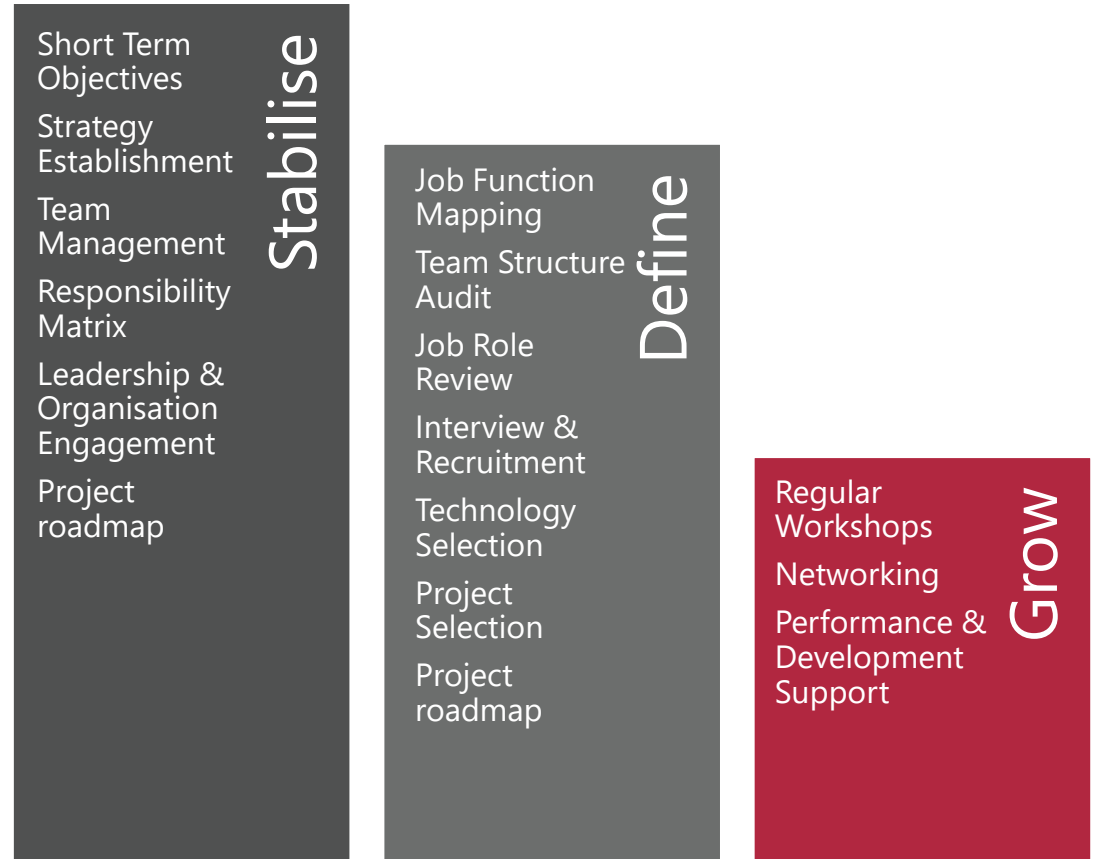 Stabilise
Short Term
Objectives
Strategy
Establishment
Team
Management
Responsibility
Matrix
Leadership &
Organisation
Engagement
Project
roadmap
Define
Job Function
Mapping
Team Structure
Audit
Job Role
Review
Interview &
Recruitment
Technology
Selection
Project
Selection
Project
roadmap
Grow
Regular
Workshops
Networking
Performance &
Development
Support